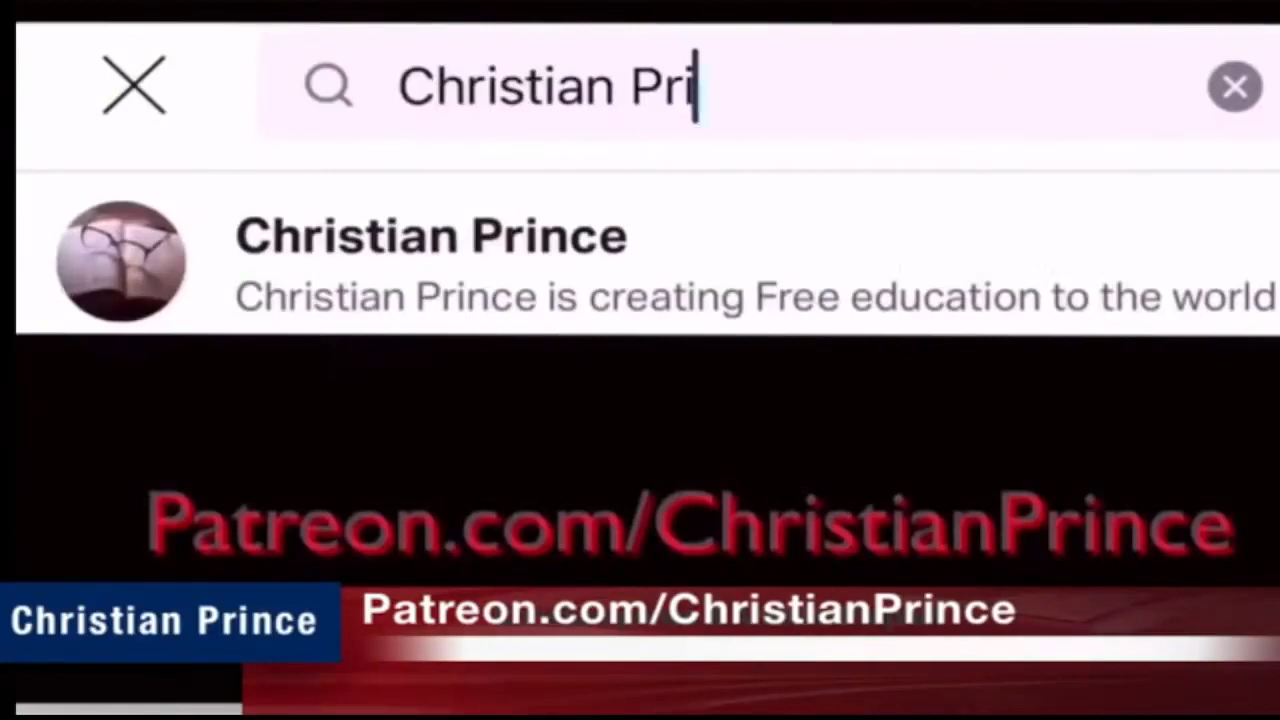 Christian Pri
Christian Prince
Christian Prince is creating Free education to the world
Patreon.com/ChristianPrince
Christian Prince
Patreon.com/ChristianPrince